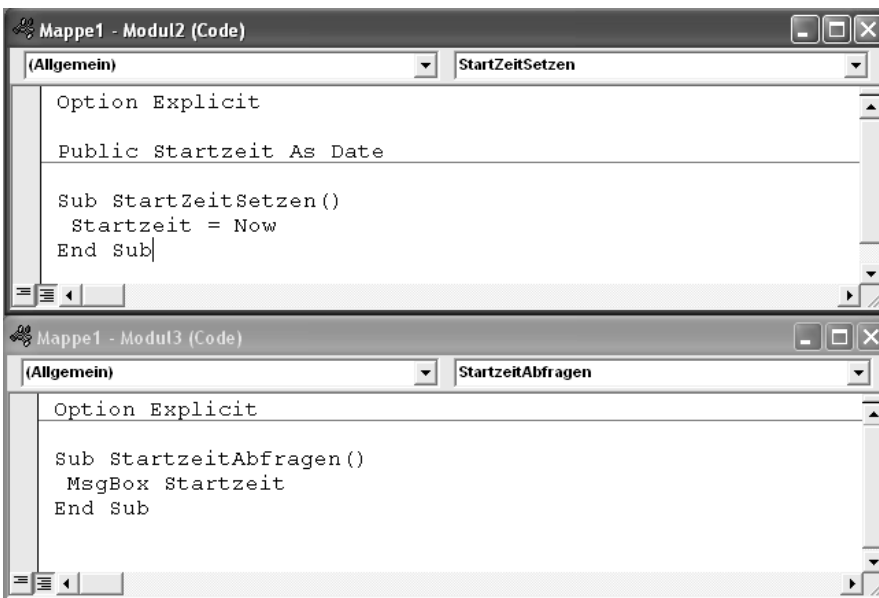 Mappe1 - Modul2 (Code)
(Allgemein) StartZeitSetzen
Option Explicit
Public Startzeit As Date
Sub StartZeitSetzen()
Startzeit = Now
End Sub
Mappe1 - Modul3 (Code)
(Allgemein) StartzeitAbfragen
Option Explicit
Sub StartzeitAbfragen()
MsgBox Startzeit
End Sub